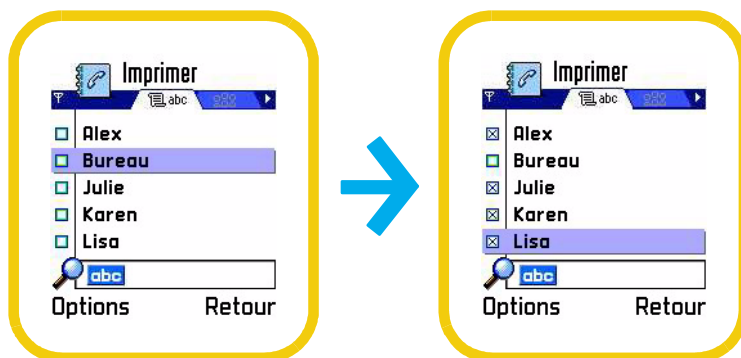 Imprimer
abc
Alex
Bureau
Julie
Karen
Lisa
abc
Options Retour
Imprimer
abc
Alex
Bureau
Julie
Karen
Lisa
abc
Options Retour